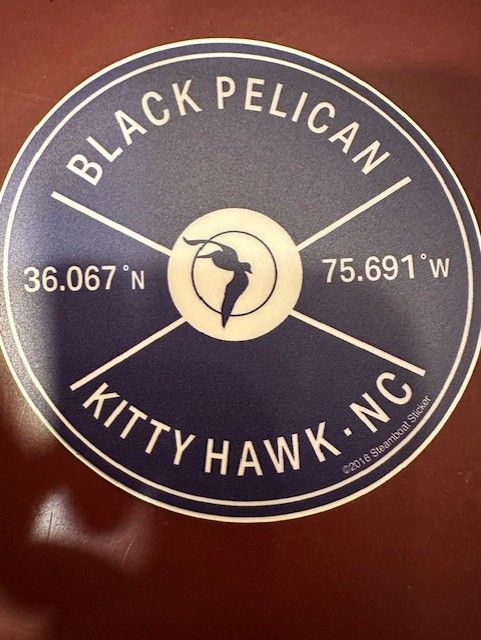 BLACK PELICAN
36.067°N
75.691°W
KITTY HAWK • NC
©2016 Steamboat Sticker